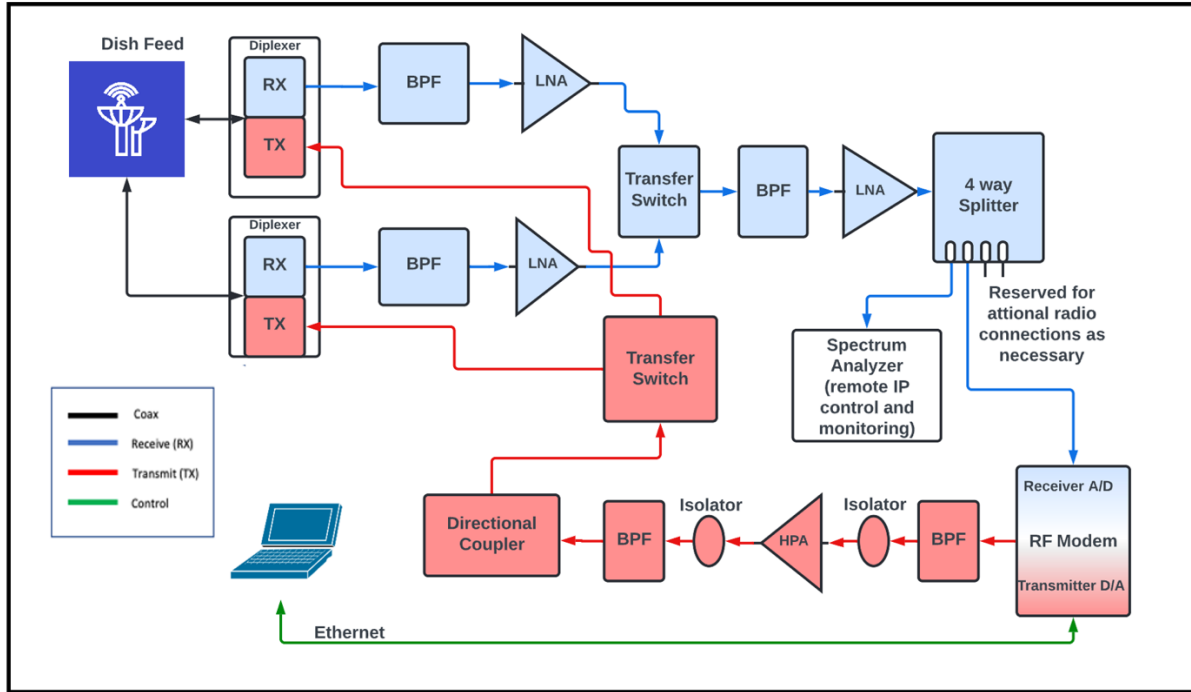 Dish Feed
Diplexer
RX
TX
BPF
LNA
Diplexer
RX
TX
BPF
LNA
Transfer
Switch
BPF
LNA
4 way
Splitter
Reserved for
attional radio
connections as
necessary
Spectrum
Analyzer
(remote IP
control and
monitoring)
Transfer
Switch
Coax
Receive (RX)
Transmit (TX)
Control
Directional
Coupler
BPF
Isolator
HPA
Isolator
BPF
Receiver A/D
RF Modem
Transmitter D/A
Ethernet